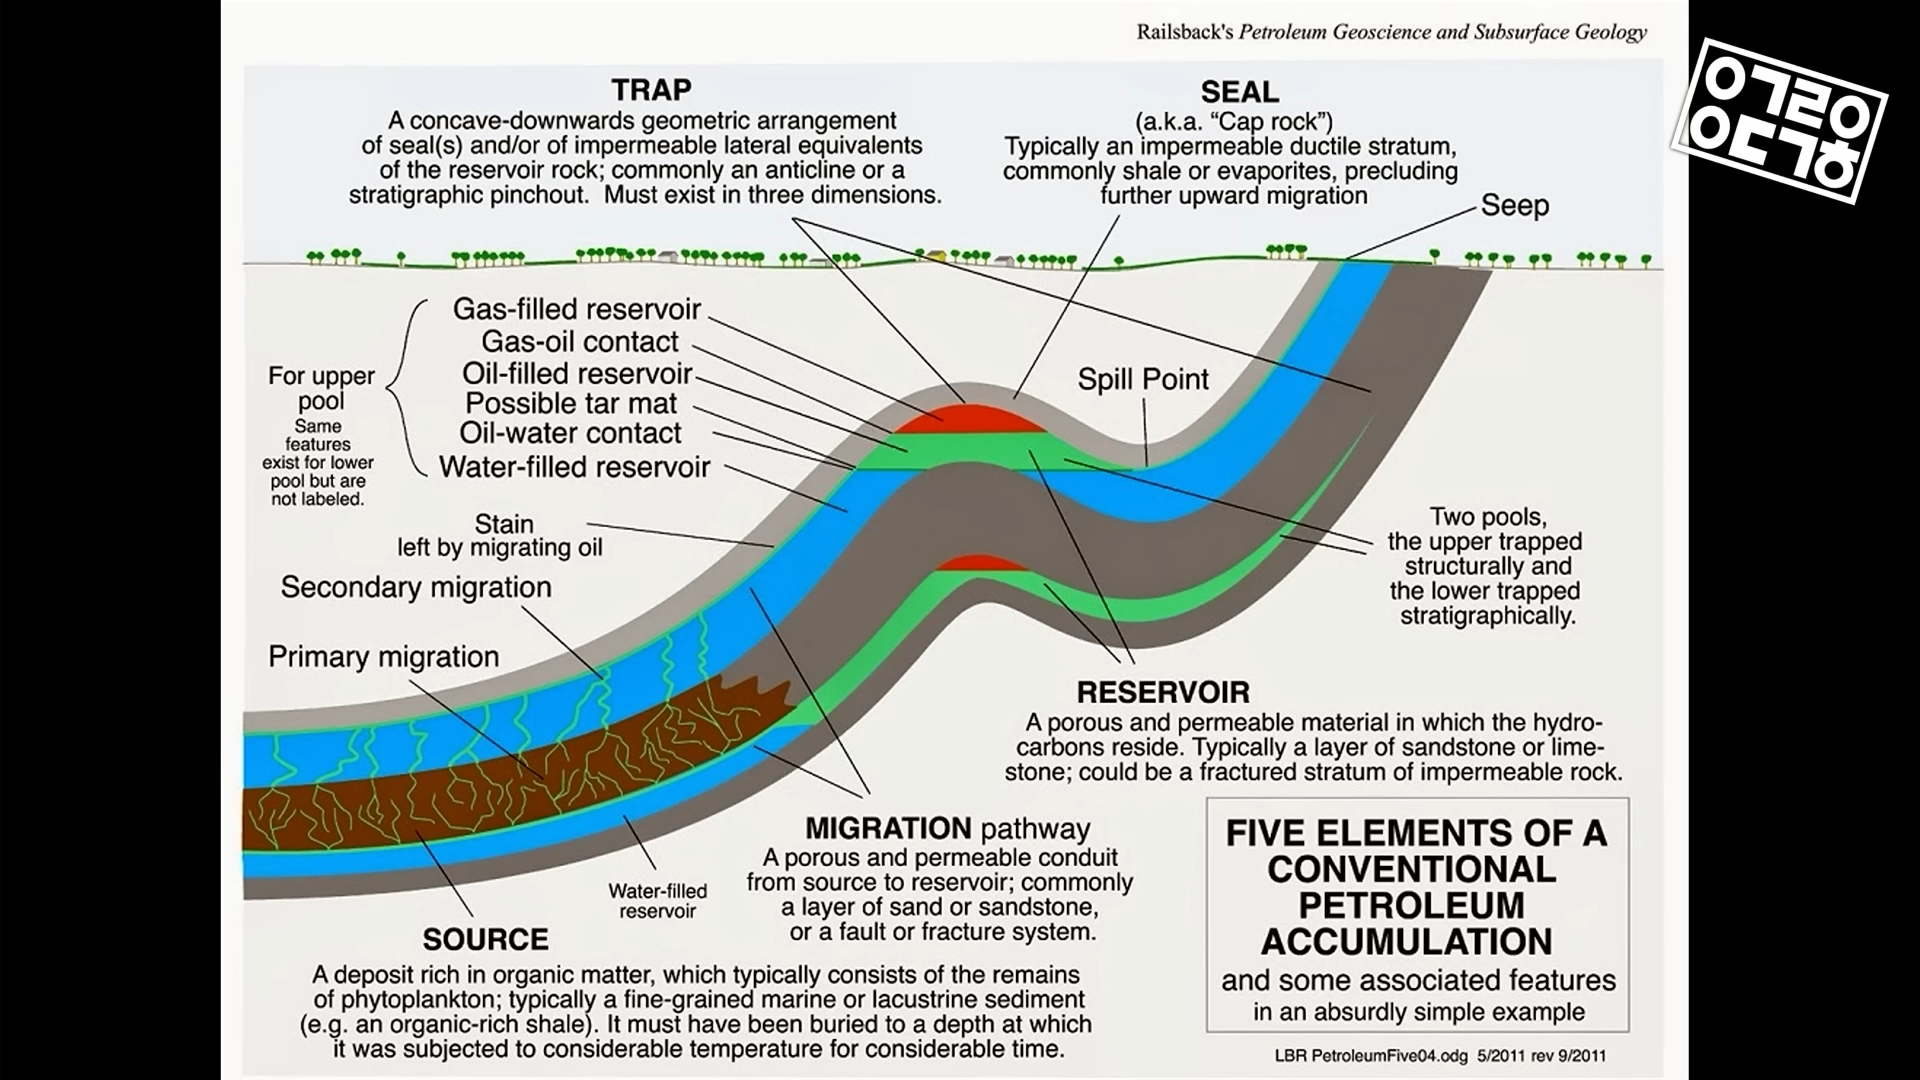 Railsback's Petroleum Geoscience and Subsurface Geology
TRAP
A concave-downwards geometric arrangement
of seal(s) and/or of impermeable lateral equivalents
of the reservoir rock; commonly an anticline or a
stratigraphic pinchout.  Must exist in three dimensions.
SEAL
(a.k.a. “Cap rock”)
Typically an impermeable ductile stratum,
commonly shale or evaporites, precluding
further upward migration
Seep
Gas-filled reservoir
Gas-oil contact
Oil-filled reservoir
Possible tar mat
Oil-water contact
Water-filled reservoir
For upper
pool
Same
features
exist for lower
pool but are
not labeled.
Spill Point
Stain
left by migrating oil
Secondary migration
Primary migration
Two pools,
the upper trapped
structurally and
the lower trapped
stratigraphically.
RESERVOIR
A porous and permeable material in which the hydro-
carbons reside. Typically a layer of sandstone or lime-
stone; could be a fractured stratum of impermeable rock.
MIGRATION pathway
A porous and permeable conduit
from source to reservoir; commonly
a layer of sand or sandstone,
or a fault or fracture system.
Water-filled
reservoir
SOURCE
A deposit rich in organic matter, which typically consists of the remains
of phytoplankton; typically a fine-grained marine or lacustrine sediment
(e.g. an organic-rich shale). It must have been buried to a depth at which
it was subjected to considerable temperature for considerable time.
FIVE ELEMENTS OF A
CONVENTIONAL
PETROLEUM
ACCUMULATION
and some associated features
in an absurdly simple example
LBR PetroleumFive04.odg  5/2011 rev 9/2011